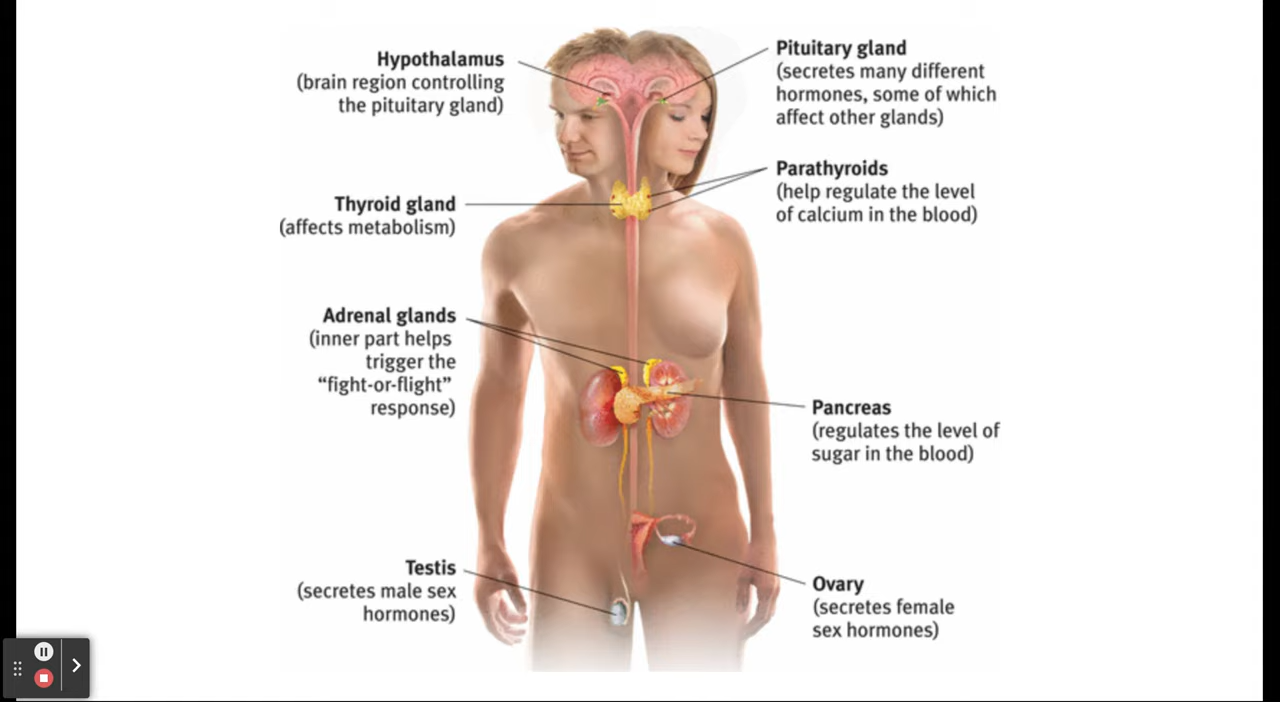 Hypothalamus
(brain region controlling
the pituitary gland)
Pituitary gland
(secretes many different
hormones, some of which
affect other glands)
Parathyroids
(help regulate the level
of calcium in the blood)
Thyroid gland
(affects metabolism)
Adrenal glands
(inner part helps
trigger the
“fight-or-flight”
response)
Pancreas
(regulates the level of
sugar in the blood)
Testis
(secretes male sex
hormones)
Ovary
(secretes female
sex hormones)